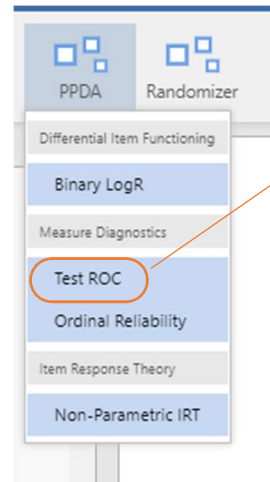 PPDA Randomizer
Differential Item Functioning
Binary LogR
Measure Diagnostics
Test ROC
Ordinal Reliability
Item Response Theory
Non-Parametric IRT